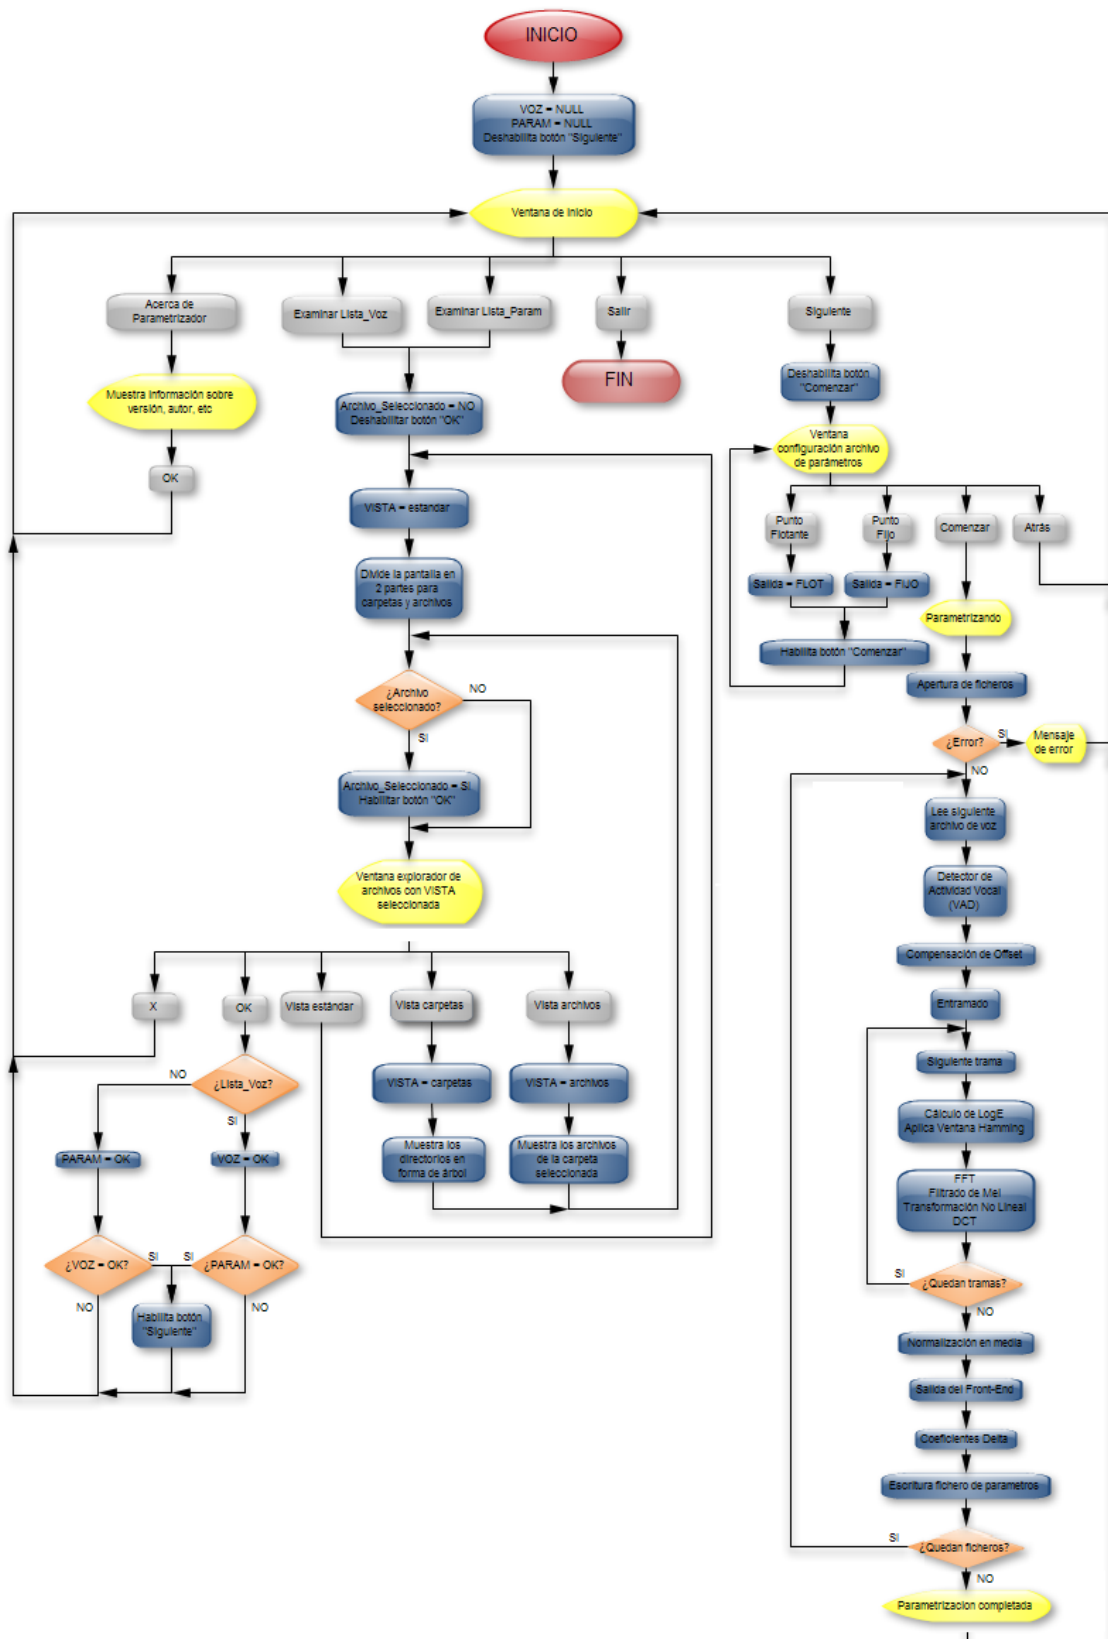 INICIO
VOZ = NULL
PARAM = NULL
Deshabilita botón "Siguiente"
Ventana de Inicio
Acerca de
Parametrizador
Examinar Lista_Voz
Examinar Lista_Param
Salir
Siguiente
Muestra información sobre
versión, autor, etc
OK
FIN
Archivo_Seleccionado = NO
Deshabilitar botón "OK"
VISTA = estandar
Divide la pantalla en
2 partes para
carpetas y archivos
¿Archivo
seleccionado?
NO
SI
Archivo_Seleccionado = SI
Habilitar botón "OK"
Ventana explorador de
archivos con VISTA
seleccionada
X
OK
Vista estándar
Vista carpetas
Vista archivos
¿Lista_Voz?
NO
SI
VISTA = carpetas
VISTA = archivos
Muestra los
directorios en
forma de árbol
Muestra los archivos
de la carpeta
seleccionada
PARAM = OK
VOZ = OK
¿VOZ = OK?
SI
SI
¿PARAM = OK?
NO
NO
Habilita botón
"Siguiente"
Deshabilita botón
"Comenzar"
Ventana
configuración archivo
de parámetros
Punto
Flotante
Punto
Fijo
Comenzar
Atrás
Salida = FLOT
Salida = FIJO
Habilita botón "Comenzar"
Parametrizando
Apertura de ficheros
¿Error?
SI
Mensaje
de error
NO
Lee siguiente
archivo de voz
Detector de
Actividad Vocal
(VAD)
Compensación de Offset
Entramado
Siguiente trama
Cálculo de LogE
Aplica Ventana Hamming
FFT
Filtrado de Mel
Transformación No Lineal
DCT
SI
¿Quedan tramas?
NO
Normalización en media
Salida del Front-End
Coeficientes Delta
Escritura fichero de parametros
SI
¿Quedan ficheros?
NO
Parametrizacion completada